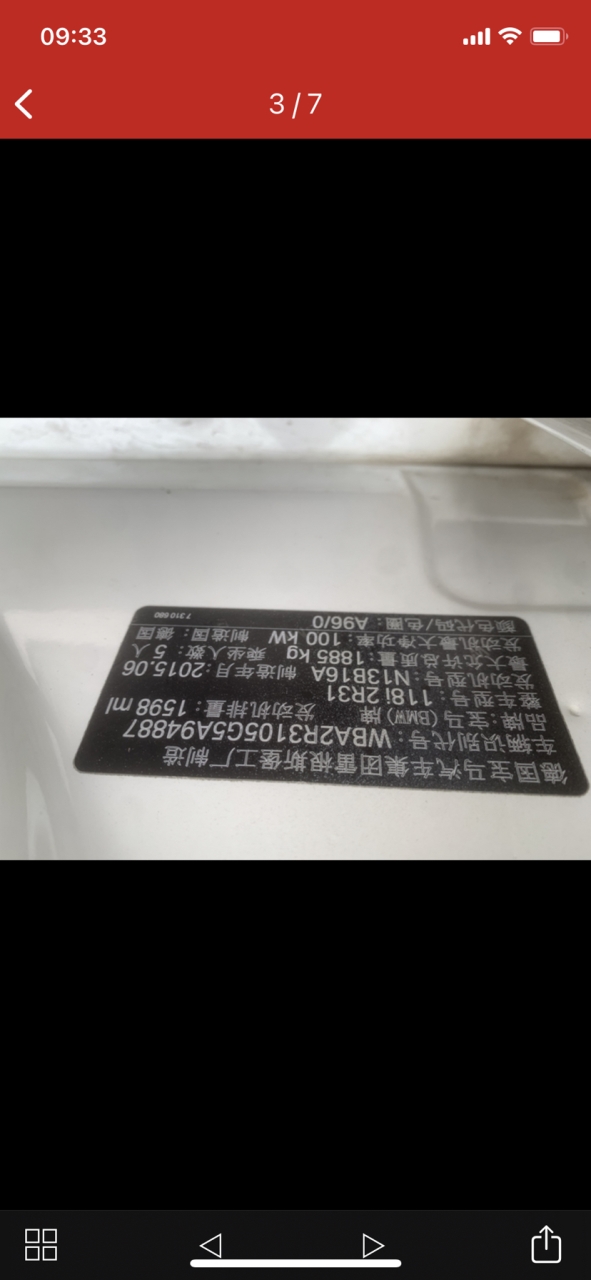 09:33
3/7
德国宝马汽车集团雷根斯堡工厂制造
车辆识别代号: WBA2R3105G5A94887
品牌: 宝马 (BMW) 牌 发动机排量: 1598 ml
整车型号: 118i 2R31
发动机型号: N13B16A 制造年月: 2015.06
最大允许总质量: 1885 kg 乘坐人数: 5 人
发动机最大净功率: 100 kW 制造国: 德国
颜色代码/色圈: A96/0
7 310 680